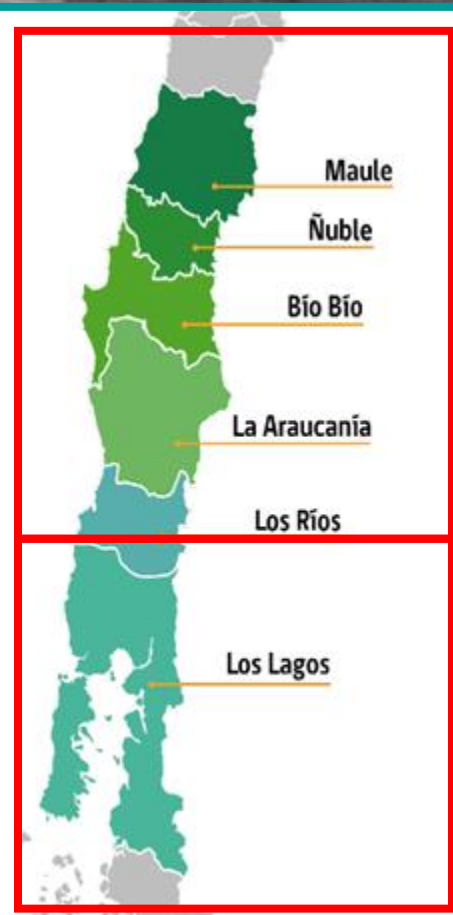 Maule
Ñuble
Bío Bío
La Araucanía
Los Ríos
Los Lagos